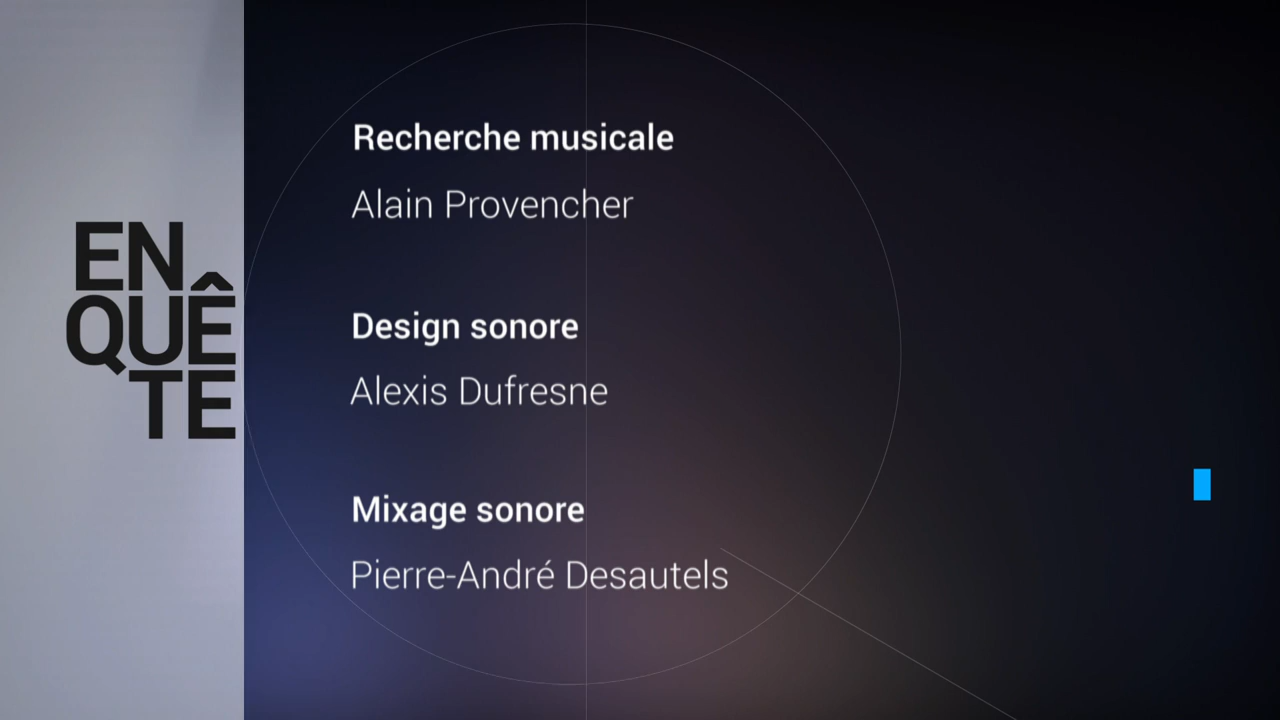 EN
QUÊ
TE
Recherche musicale
Alain Provencher
Design sonore
Alexis Dufresne
Mixage sonore
Pierre-André Desautels